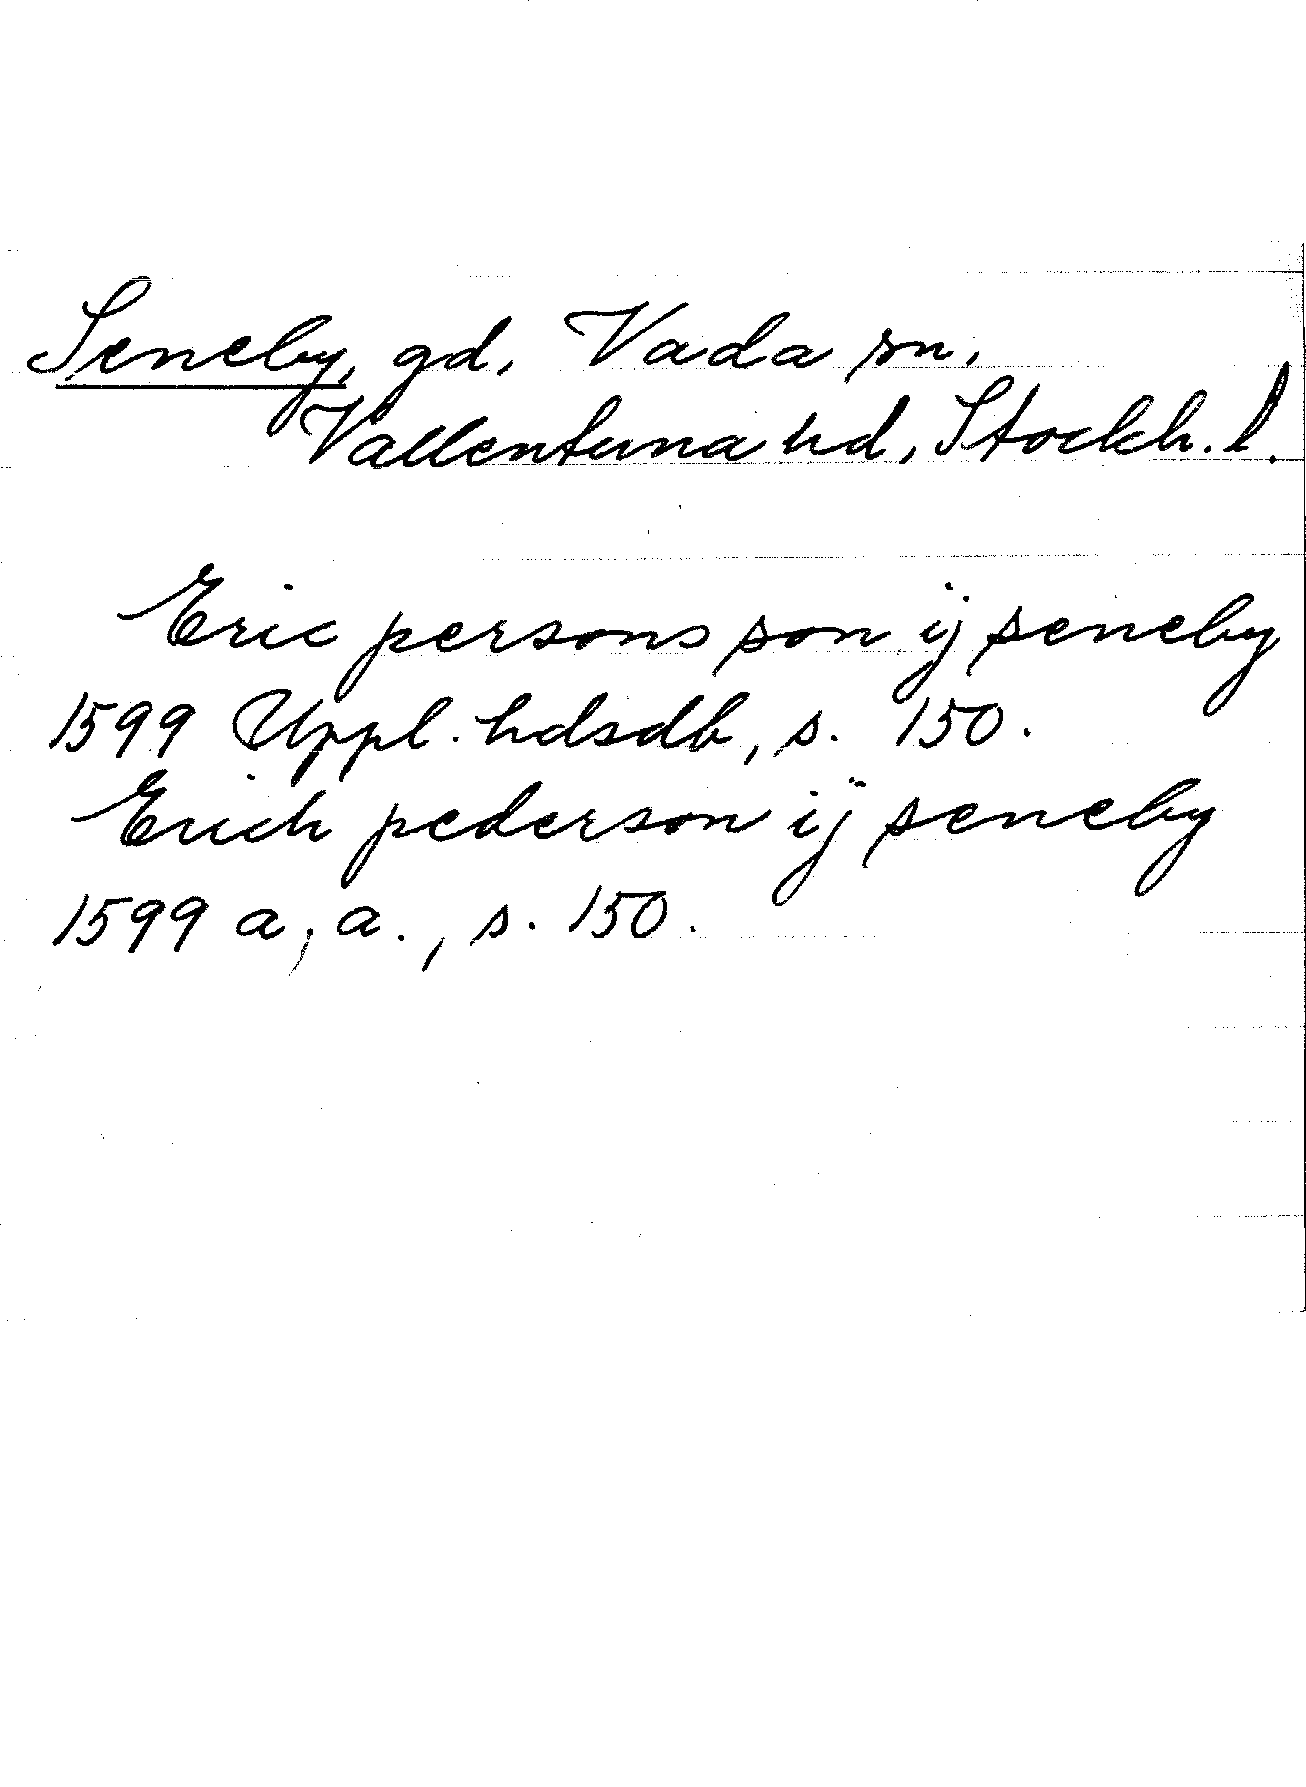 Seneby, gd, Vada sn,
Vallentuna hd, Stockh. l.
Eric persons son ij seneby
1599 Uppl. hdsdb, s. 150.
Erich pederson ij seneby
1599 a, a., s. 150.